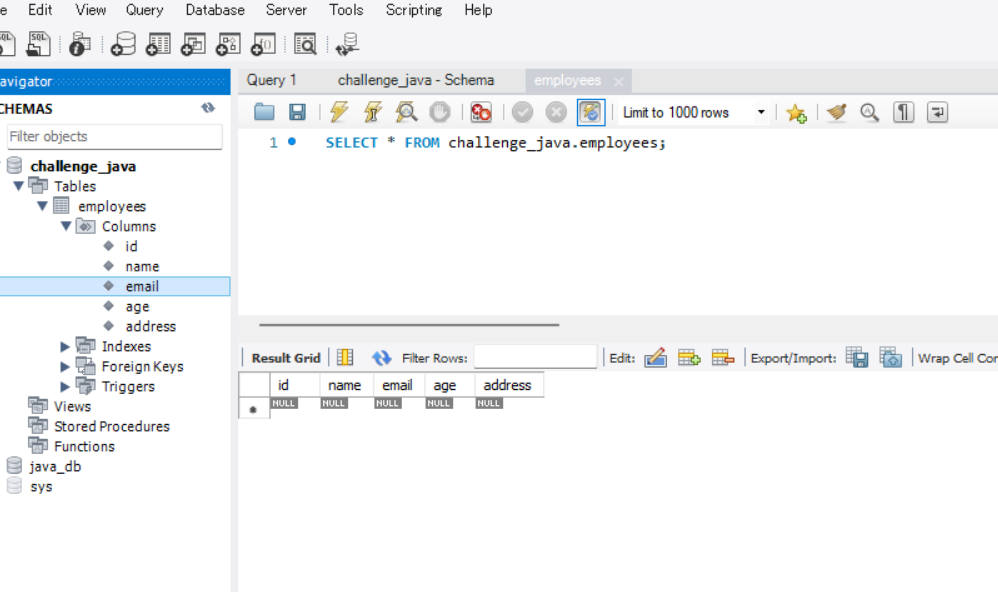 e Edit View Query Database Server Tools Scripting Help
SQL SQL
avigator
Query 1 challenge_java - Schema employees
CHEMAS
Limit to 1000 rows
Filter objects
1 SELECT * FROM challenge_java.employees;
challenge_java
Tables
employees
Columns
id
name
email
age
address
Indexes
Foreign Keys
Triggers
Views
Stored Procedures
Functions
java_db
sys
Result Grid Filter Rows: Edit: Export/Import: Wrap Cell Con
id name email age address
NULL NULL NULL NULL NULL